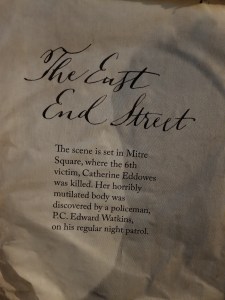 The East
End Street
The scene is set in Mitre
Square, where the 6th
victim, Catherine Eddowes
was killed. Her horribly
mutilated body was
discovered by a policeman,
P.C. Edward Watkins,
on his regular night patrol.